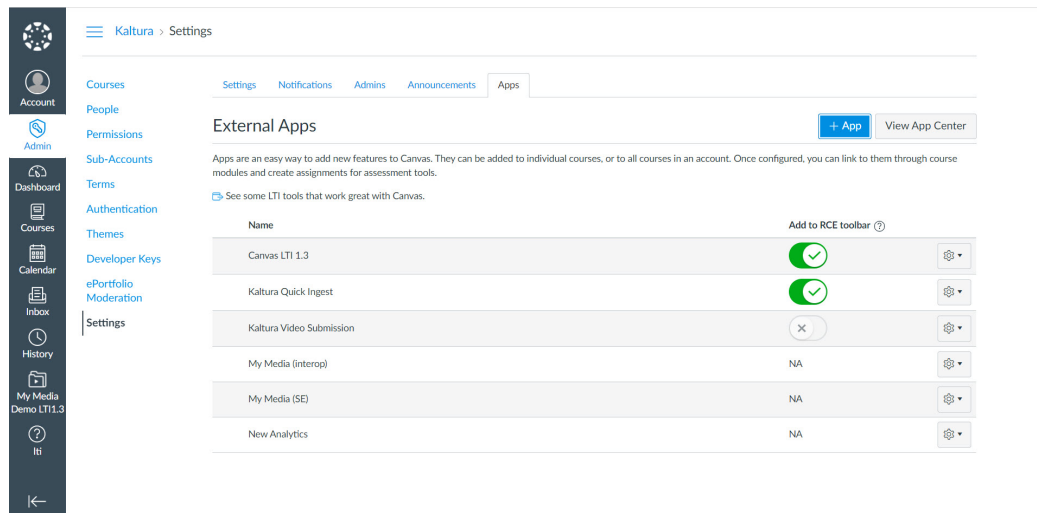 Kaltura > Settings
Account
Admin
Dashboard
Courses
Calendar
Inbox
History
My Media
Demo LTI1.3
lti
Courses
People
Permissions
Sub-Accounts
Terms
Authentication
Themes
Developer Keys
ePortfolio
Moderation
Settings
Settings Notifications Admins Announcements Apps
External Apps
+ App View App Center
Apps are an easy way to add new features to Canvas. They can be added to individual courses, or to all courses in an account. Once configured, you can link to them through course
modules and create assignments for assessment tools.
See some LTI tools that work great with Canvas.
Name Add to RCE toolbar ?
Canvas LTI 1.3
Kaltura Quick Ingest
Kaltura Video Submission
My Media (interop) NA
My Media (SE) NA
New Analytics NA